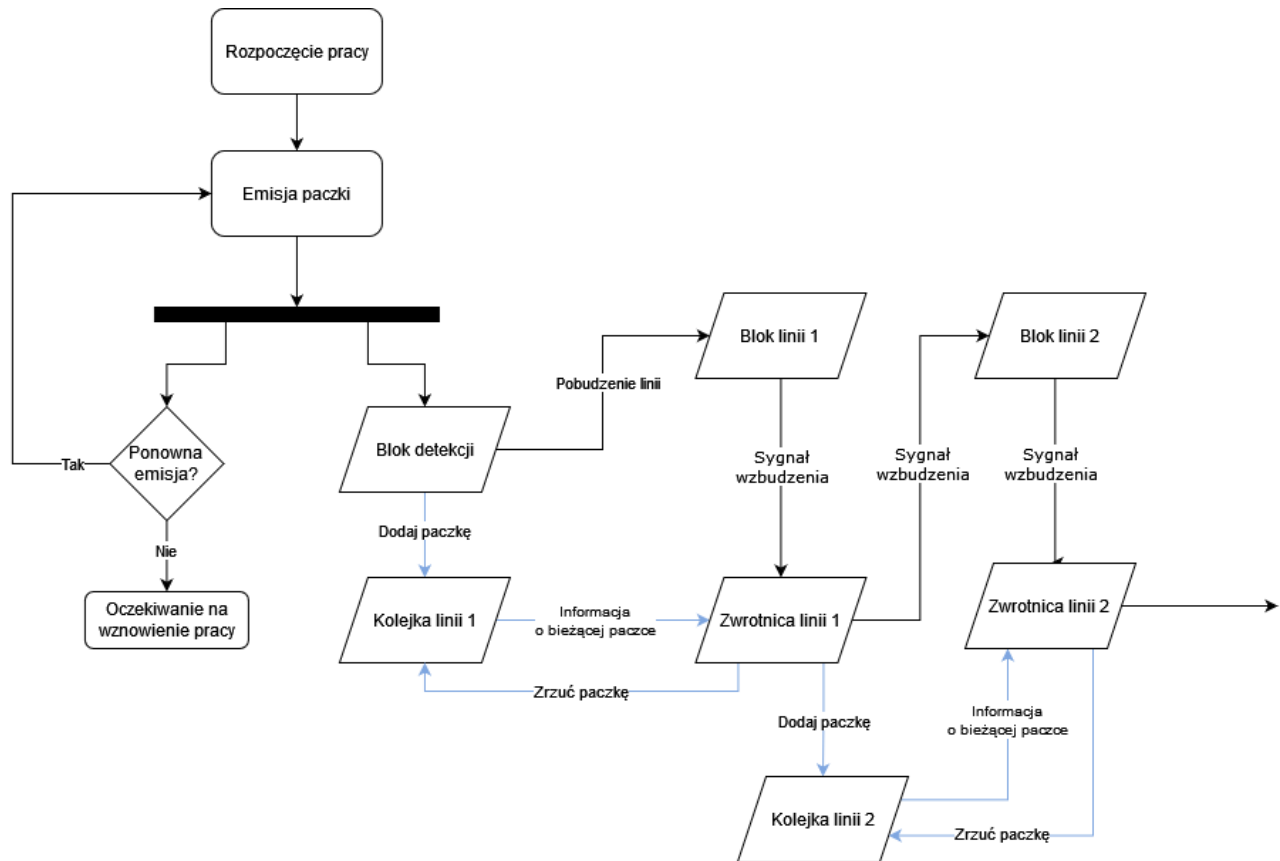 Rozpoczęcie pracy
Emisja paczki
Blok linii 1
Blok linii 2
Pobudzenie linii
Ponowna
emisja?
Tak
Blok detekcji
Sygnał
wzbudzenia
Sygnał
wzbudzenia
Sygnał
wzbudzenia
Nie
Dodaj paczkę
Oczekiwanie na
wznowienie pracy
Kolejka linii 1
Informacja
o bieżącej paczce
Zwrotnica linii 1
Zwrotnica linii 2
Zrzuć paczkę
Dodaj paczkę
Informacja
o bieżącej paczce
Kolejka linii 2
Zrzuć paczkę